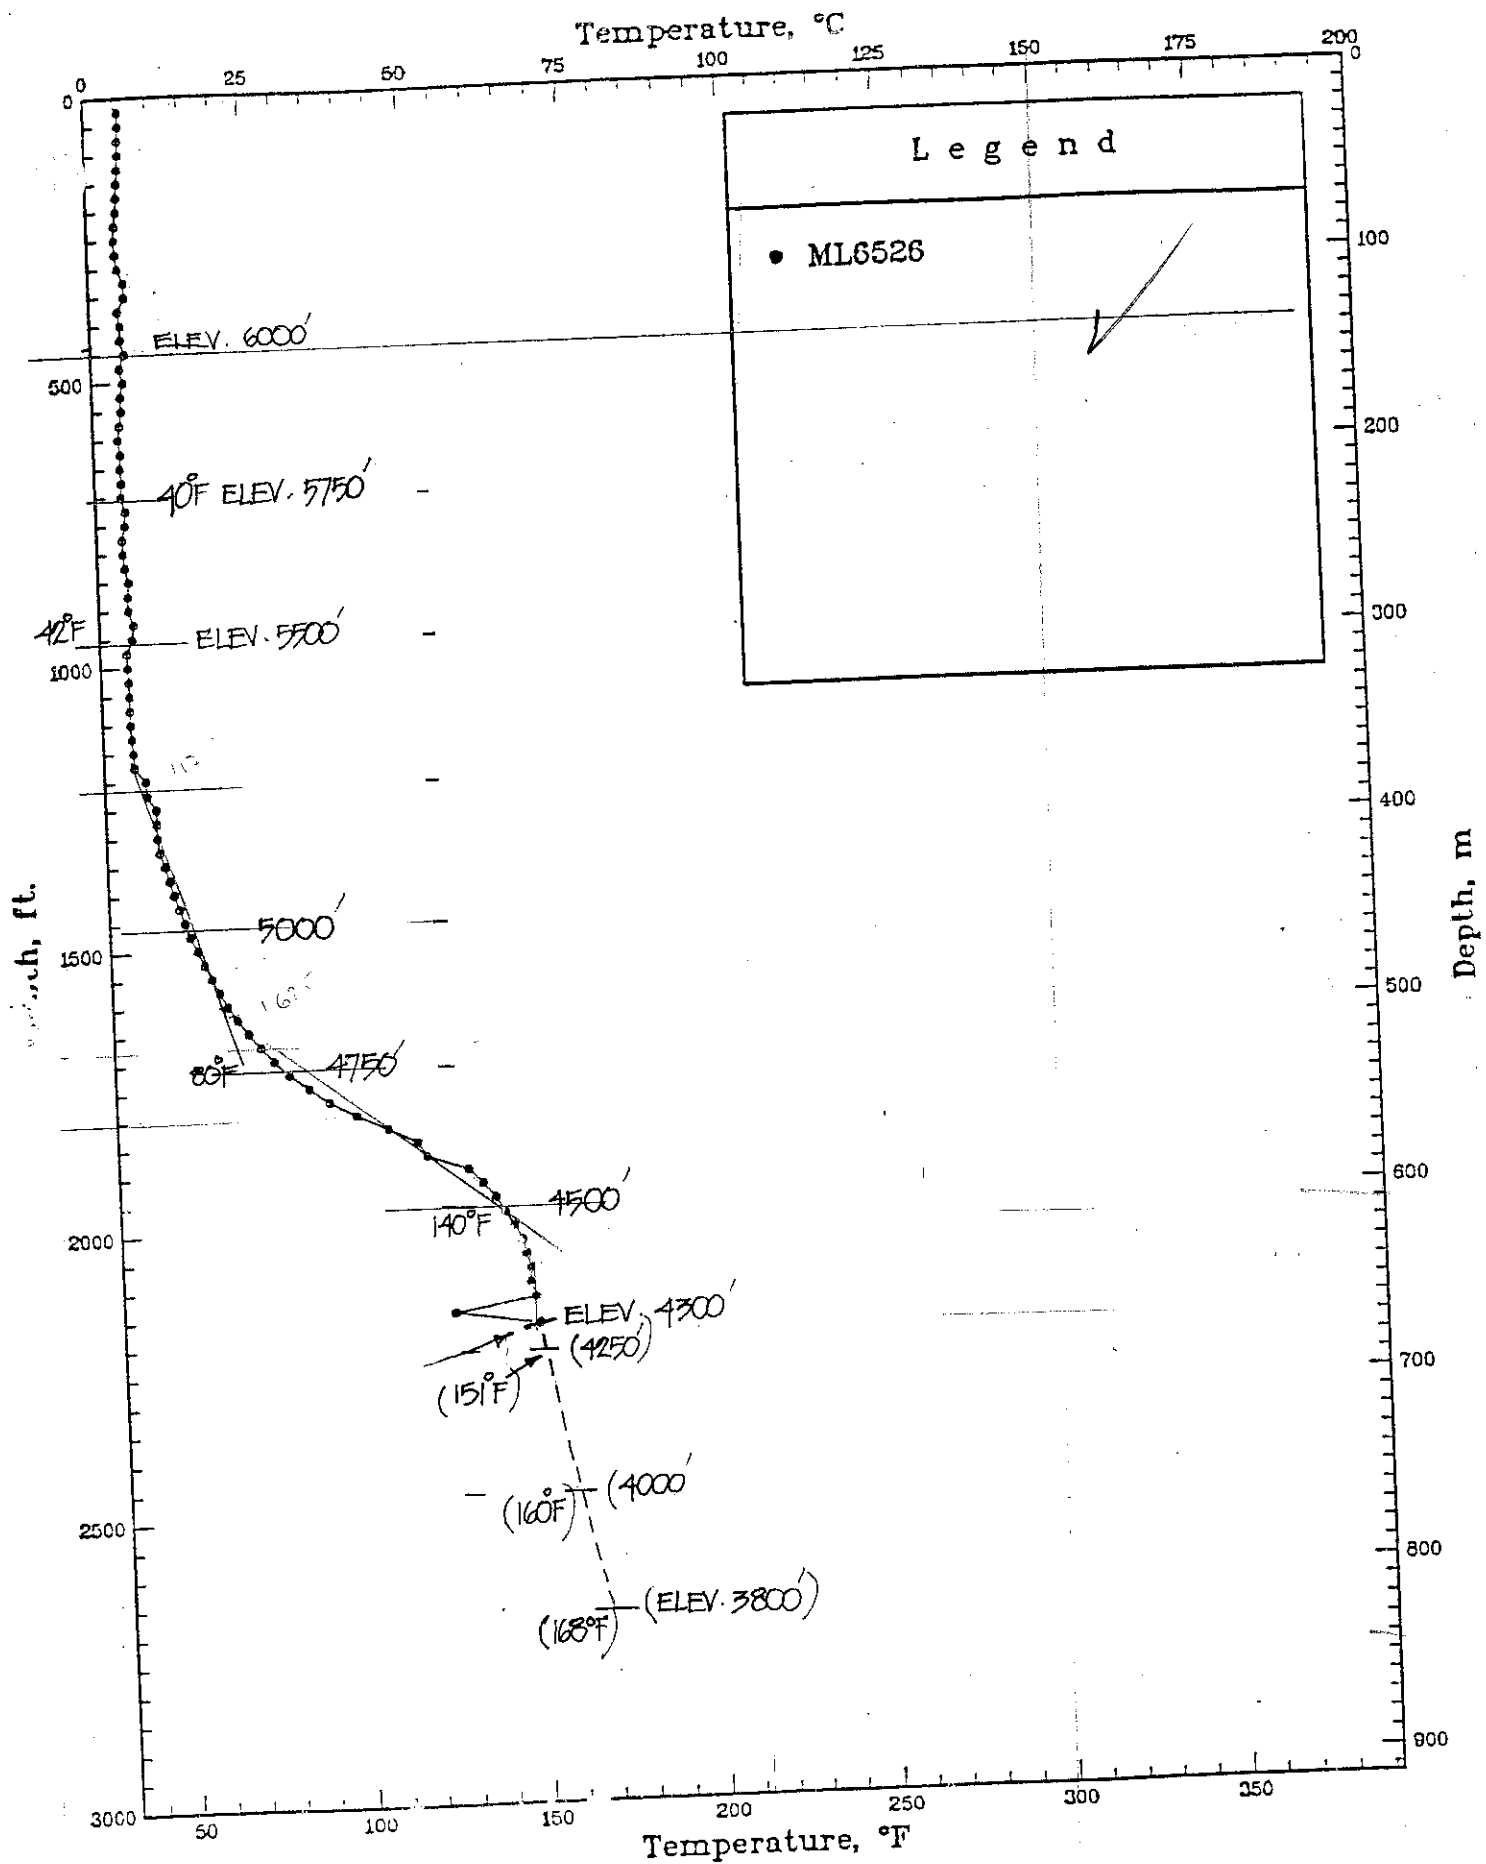 Temperature, °C
0 25 50 75 100 125 150 175 200
0
0
Legend
ML6526
100
ELEV. 6000'
500
200
40°F ELEV. 5750'
300
42°F
ELEV. 5500'
1000
400
Depth, m
5000'
ft.
1500
500
80°F
4750'
600
4500'
140°F
2000
ELEV. 4300'
(4250')
700
(151°F)
(4000'
(160°F)
2500
800
(ELEV. 3800')
(168°F)
900
3000
50 100 150 200 250 300 350
Temperature, °F